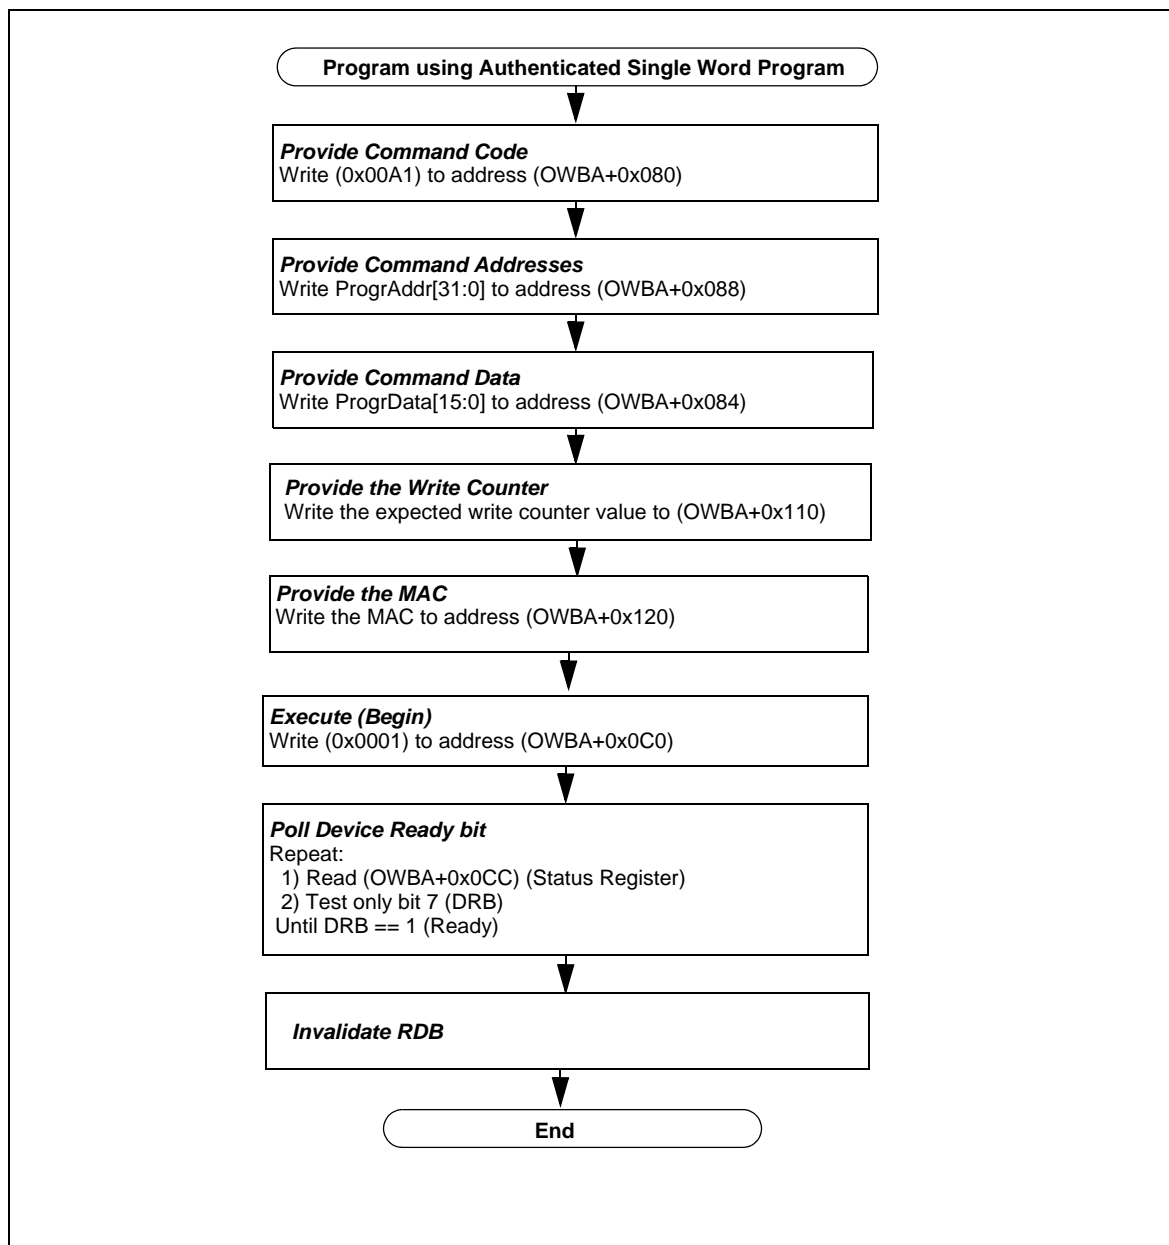 Program using Authenticated Single Word Program
Provide Command Code
Write (0x00A1) to address (OWBA+0x080)
Provide Command Addresses
Write ProgrAddr[31:0] to address (OWBA+0x088)
Provide Command Data
Write ProgrData[15:0] to address (OWBA+0x084)
Provide the Write Counter
Write the expected write counter value to (OWBA+0x110)
Provide the MAC
Write the MAC to address (OWBA+0x120)
Execute (Begin)
Write (0x0001) to address (OWBA+0x0C0)
Poll Device Ready bit
Repeat:
1) Read (OWBA+0x0CC) (Status Register)
2) Test only bit 7 (DRB)
Until DRB == 1 (Ready)
Invalidate RDB
End